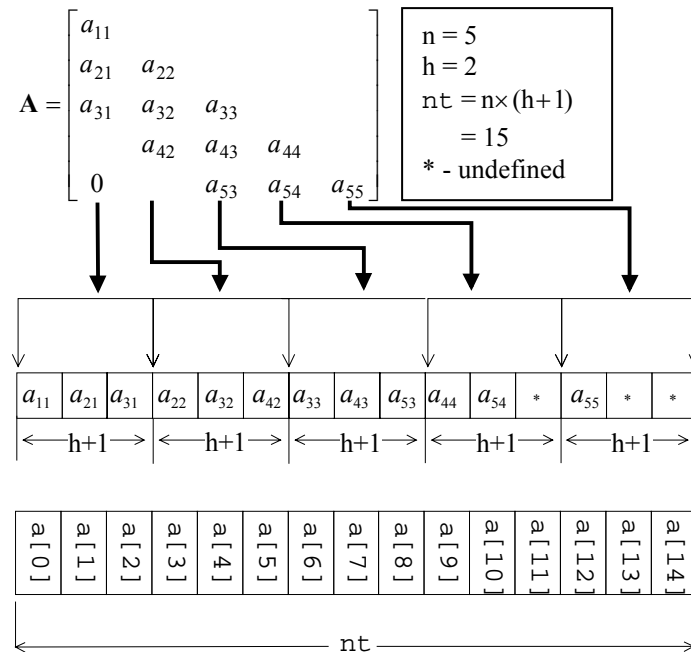 a₁₁
a₂₁ a₂₂
A = a₃₁ a₃₂ a₃₃
a₄₂ a₄₃ a₄₄
0 a₅₃ a₅₄ a₅₅
n = 5
h = 2
nt = n×(h+1)
= 15
* - undefined
a₁₁ a₂₁ a₃₁ a₂₂ a₃₂ a₄₂ a₃₃ a₄₃ a₅₃ a₄₄ a₅₄ * a₅₅ * *
h+1 h+1 h+1 h+1 h+1
a[0] a[1] a[2] a[3] a[4] a[5] a[6] a[7] a[8] a[9] a[10] a[11] a[12] a[13] a[14]
nt